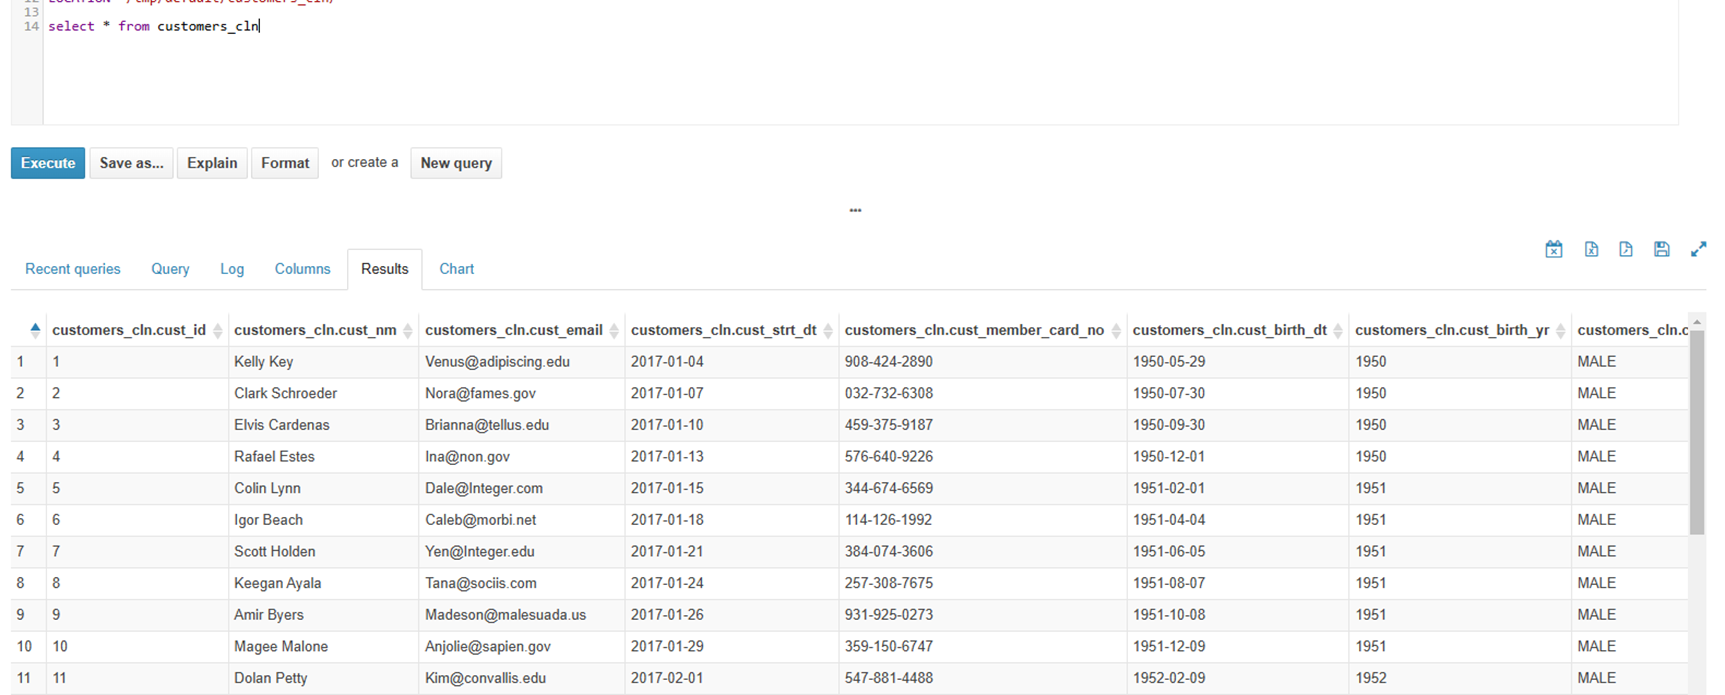 12 LOCATION '/tmp/default/customers_cln/'
13
14 select * from customers_cln
Execute Save as... Explain Format or create a New query
...
Recent queries Query Log Columns Results Chart
customers_cln.cust_id customers_cln.cust_nm customers_cln.cust_email customers_cln.cust_strt_dt customers_cln.cust_member_card_no customers_cln.cust_birth_dt customers_cln.cust_birth_yr customers_cln.c
1 1 Kelly Key Venus@adipiscing.edu 2017-01-04 908-424-2890 1950-05-29 1950 MALE
2 2 Clark Schroeder Nora@fames.gov 2017-01-07 032-732-6308 1950-07-30 1950 MALE
3 3 Elvis Cardenas Brianna@tellus.edu 2017-01-10 459-375-9187 1950-09-30 1950 MALE
4 4 Rafael Estes Ina@non.gov 2017-01-13 576-640-9226 1950-12-01 1950 MALE
5 5 Colin Lynn Dale@Integer.com 2017-01-15 344-674-6569 1951-02-01 1951 MALE
6 6 Igor Beach Caleb@morbi.net 2017-01-18 114-126-1992 1951-04-04 1951 MALE
7 7 Scott Holden Yen@Integer.edu 2017-01-21 384-074-3606 1951-06-05 1951 MALE
8 8 Keegan Ayala Tana@sociis.com 2017-01-24 257-308-7675 1951-08-07 1951 MALE
9 9 Amir Byers Madeson@malesuada.us 2017-01-26 931-925-0273 1951-10-08 1951 MALE
10 10 Magee Malone Anjolie@sapien.gov 2017-01-29 359-150-6747 1951-12-09 1951 MALE
11 11 Dolan Petty Kim@convallis.edu 2017-02-01 547-881-4488 1952-02-09 1952 MALE